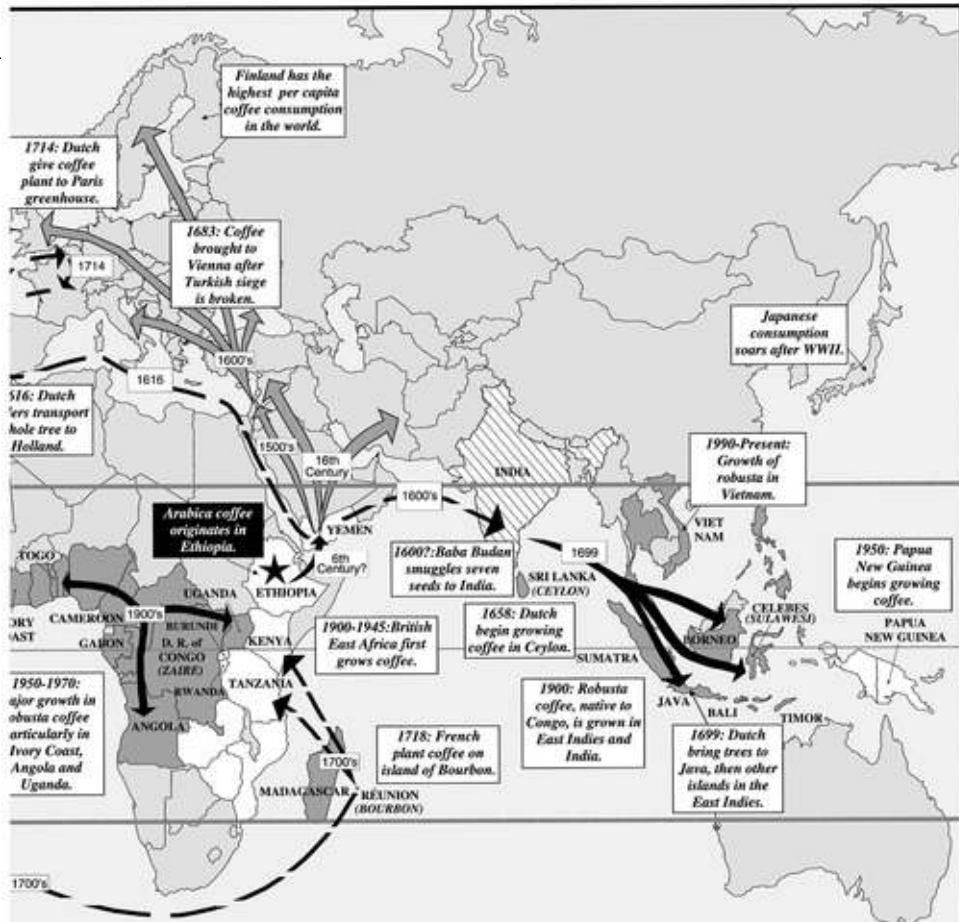 Finland has the
highest per capita
coffee consumption
in the world.
1714: Dutch
give coffee
plant to Paris
greenhouse.
1683: Coffee
brought to
Vienna after
Turkish siege
is broken.
1714
Japanese
consumption
soars after WWII.
1600's
1616
616: Dutch
ers transport
hole tree to
Holland.
1500's
16th
Century
INDIA
1990-Present:
Growth of
robusta in
Vietnam.
1600's
Arabica coffee
originates in
Ethiopia.
YEMEN
VIET
NAM
6th
Century?
1600?:Baba Budan
smuggles seven
seeds to India.
1699
1950: Papua
New Guinea
begins growing
coffee.
TOGO
ETHIOPIA
SRI LANKA
(CEYLON)
UGANDA
CAMEROON
1900's
BURUNDI
ORY
OAST
GABON
D. R. of
CONGO
(ZAIRE)
KENYA
1900-1945:British
East Africa first
grows coffee.
1658: Dutch
begin growing
coffee in Ceylon.
CELEBES
(SULAWESI)
BORNEO
PAPUA
NEW GUINEA
SUMATRA
1950-1970:
ajor growth in
obusta coffee
articularly in
Ivory Coast,
Angola and
Uganda.
RWANDA
TANZANIA
ANGOLA
1900: Robusta
coffee, native to
Congo, is grown in
East Indies and
India.
JAVA
BALI
TIMOR
1718: French
plant coffee on
island of Bourbon.
1699: Dutch
bring trees to
Java, then other
islands in the
East Indies.
1700's
MADAGASCAR
RÉUNION
(BOURBON)
1700's